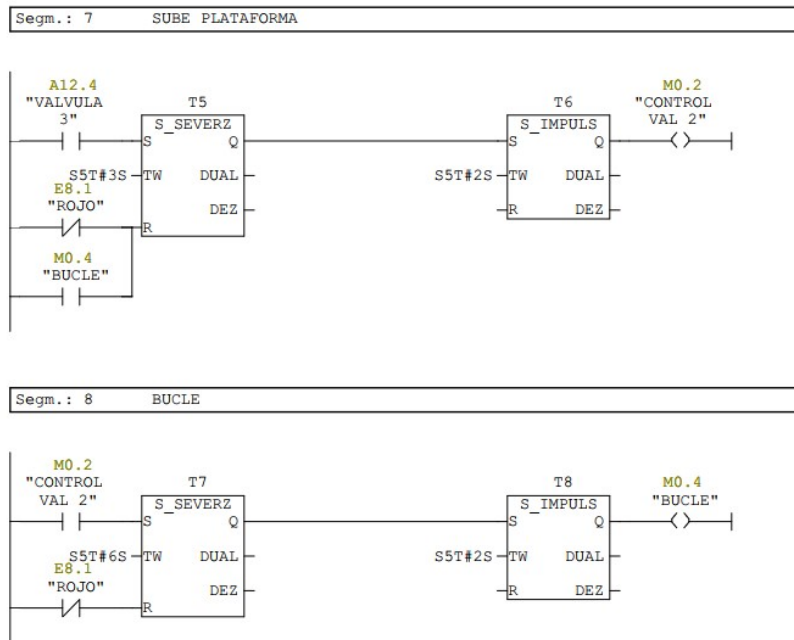 Segm.: 7 SUBE PLATAFORMA
A12.4
"VALVULA
3"
T5
S_SEVERZ
S Q
S5T#3S TW DUAL
E8.1
"ROJO"
DEZ
R
M0.4
"BUCLE"
T6
S_IMPULS
S Q
S5T#2S TW DUAL
R DEZ
M0.2
"CONTROL
VAL 2"
Segm.: 8 BUCLE
M0.2
"CONTROL
VAL 2"
T7
S_SEVERZ
S Q
S5T#6S TW DUAL
E8.1
"ROJO"
DEZ
R
T8
S_IMPULS
S Q
S5T#2S TW DUAL
R DEZ
M0.4
"BUCLE"